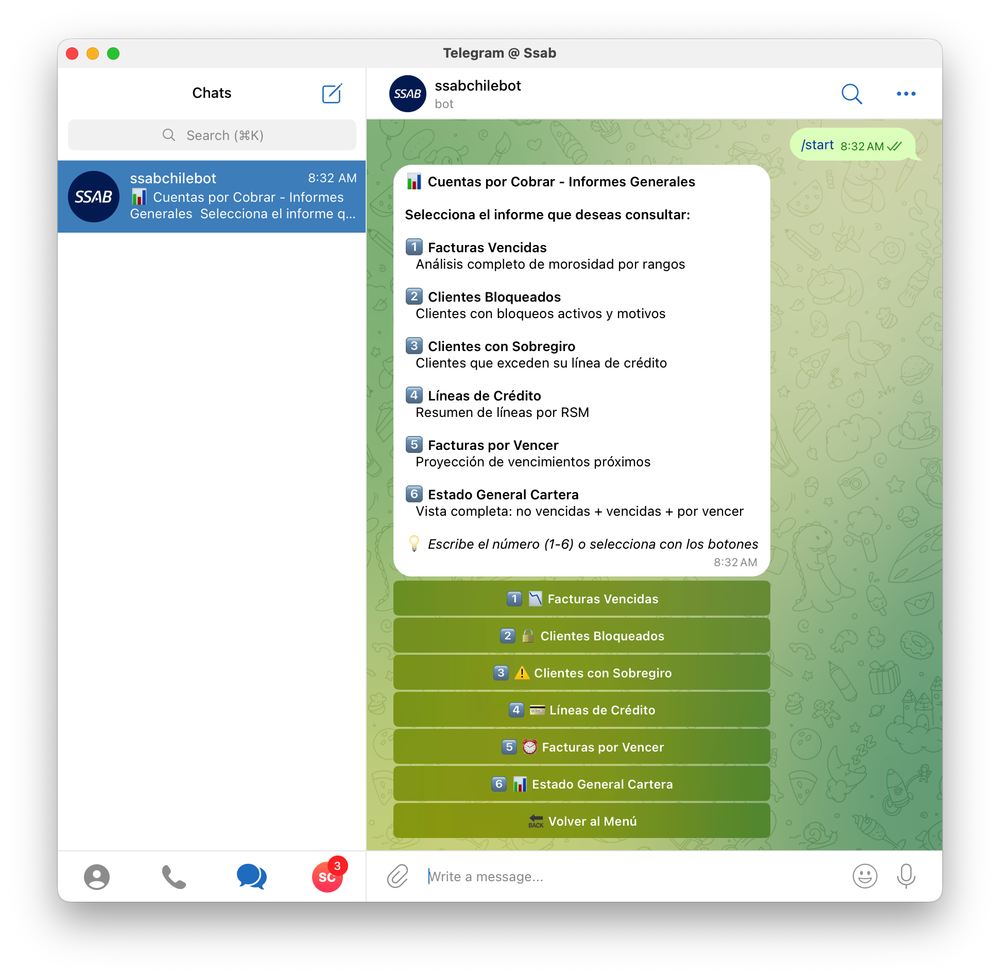 Telegram @ Ssab
Chats
Search (⌘K)
SSAB
ssabchilebot 8:32 AM
📊 Cuentas por Cobrar - Informes
Generales Selecciona el informe q...
SSAB
ssabchilebot
bot
/start 8:32 AM
📊 Cuentas por Cobrar - Informes Generales
Selecciona el informe que deseas consultar:
1️⃣ Facturas Vencidas
Análisis completo de morosidad por rangos
2️⃣ Clientes Bloqueados
Clientes con bloqueos activos y motivos
3️⃣ Clientes con Sobregiro
Clientes que exceden su línea de crédito
4️⃣ Líneas de Crédito
Resumen de líneas por RSM
5️⃣ Facturas por Vencer
Proyección de vencimientos próximos
6️⃣ Estado General Cartera
Vista completa: no vencidas + vencidas + por vencer
💡 Escribe el número (1-6) o selecciona con los botones
8:32 AM
1️⃣ 📉 Facturas Vencidas
2️⃣ 🔓 Clientes Bloqueados
3️⃣ ⚠️ Clientes con Sobregiro
4️⃣ 💳 Líneas de Crédito
5️⃣ ⏰ Facturas por Vencer
6️⃣ 📊 Estado General Cartera
🔙 Volver al Menú
SC 3
Write a message...